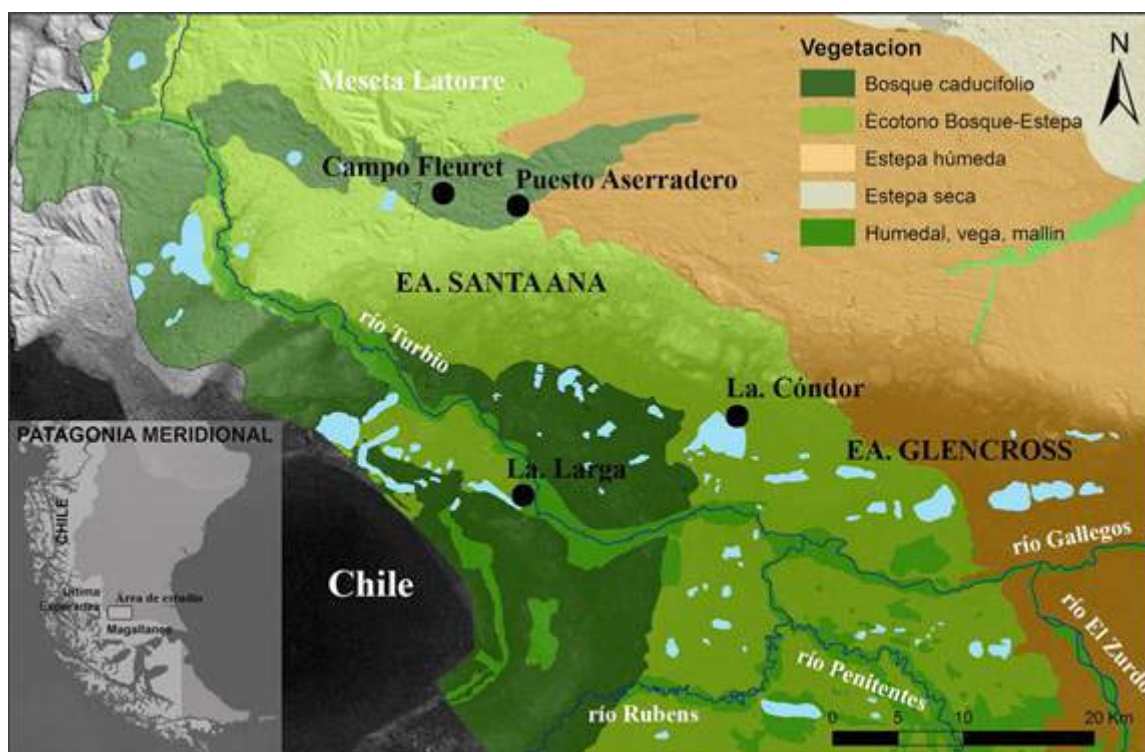 Vegetacion
Bosque caducifolio
Ecotono Bosque-Estepa
Estepa húmeda
Estepa seca
Humedal, vega, mallin
N
Meseta Latorre
Campo Fleuret
Puesto Aserradero
EA. SANTA ANA
río Turbio
La. Cóndor
EA. GLENCROSS
La. Larga
río Gallegos
río El Zurdo
río Penitentes
río Rubens
Chile
PATAGONIA MERIDIONAL
CHILE
Última
Esperanza
Área de estudio
Magallanes
0 5 10 20 Km